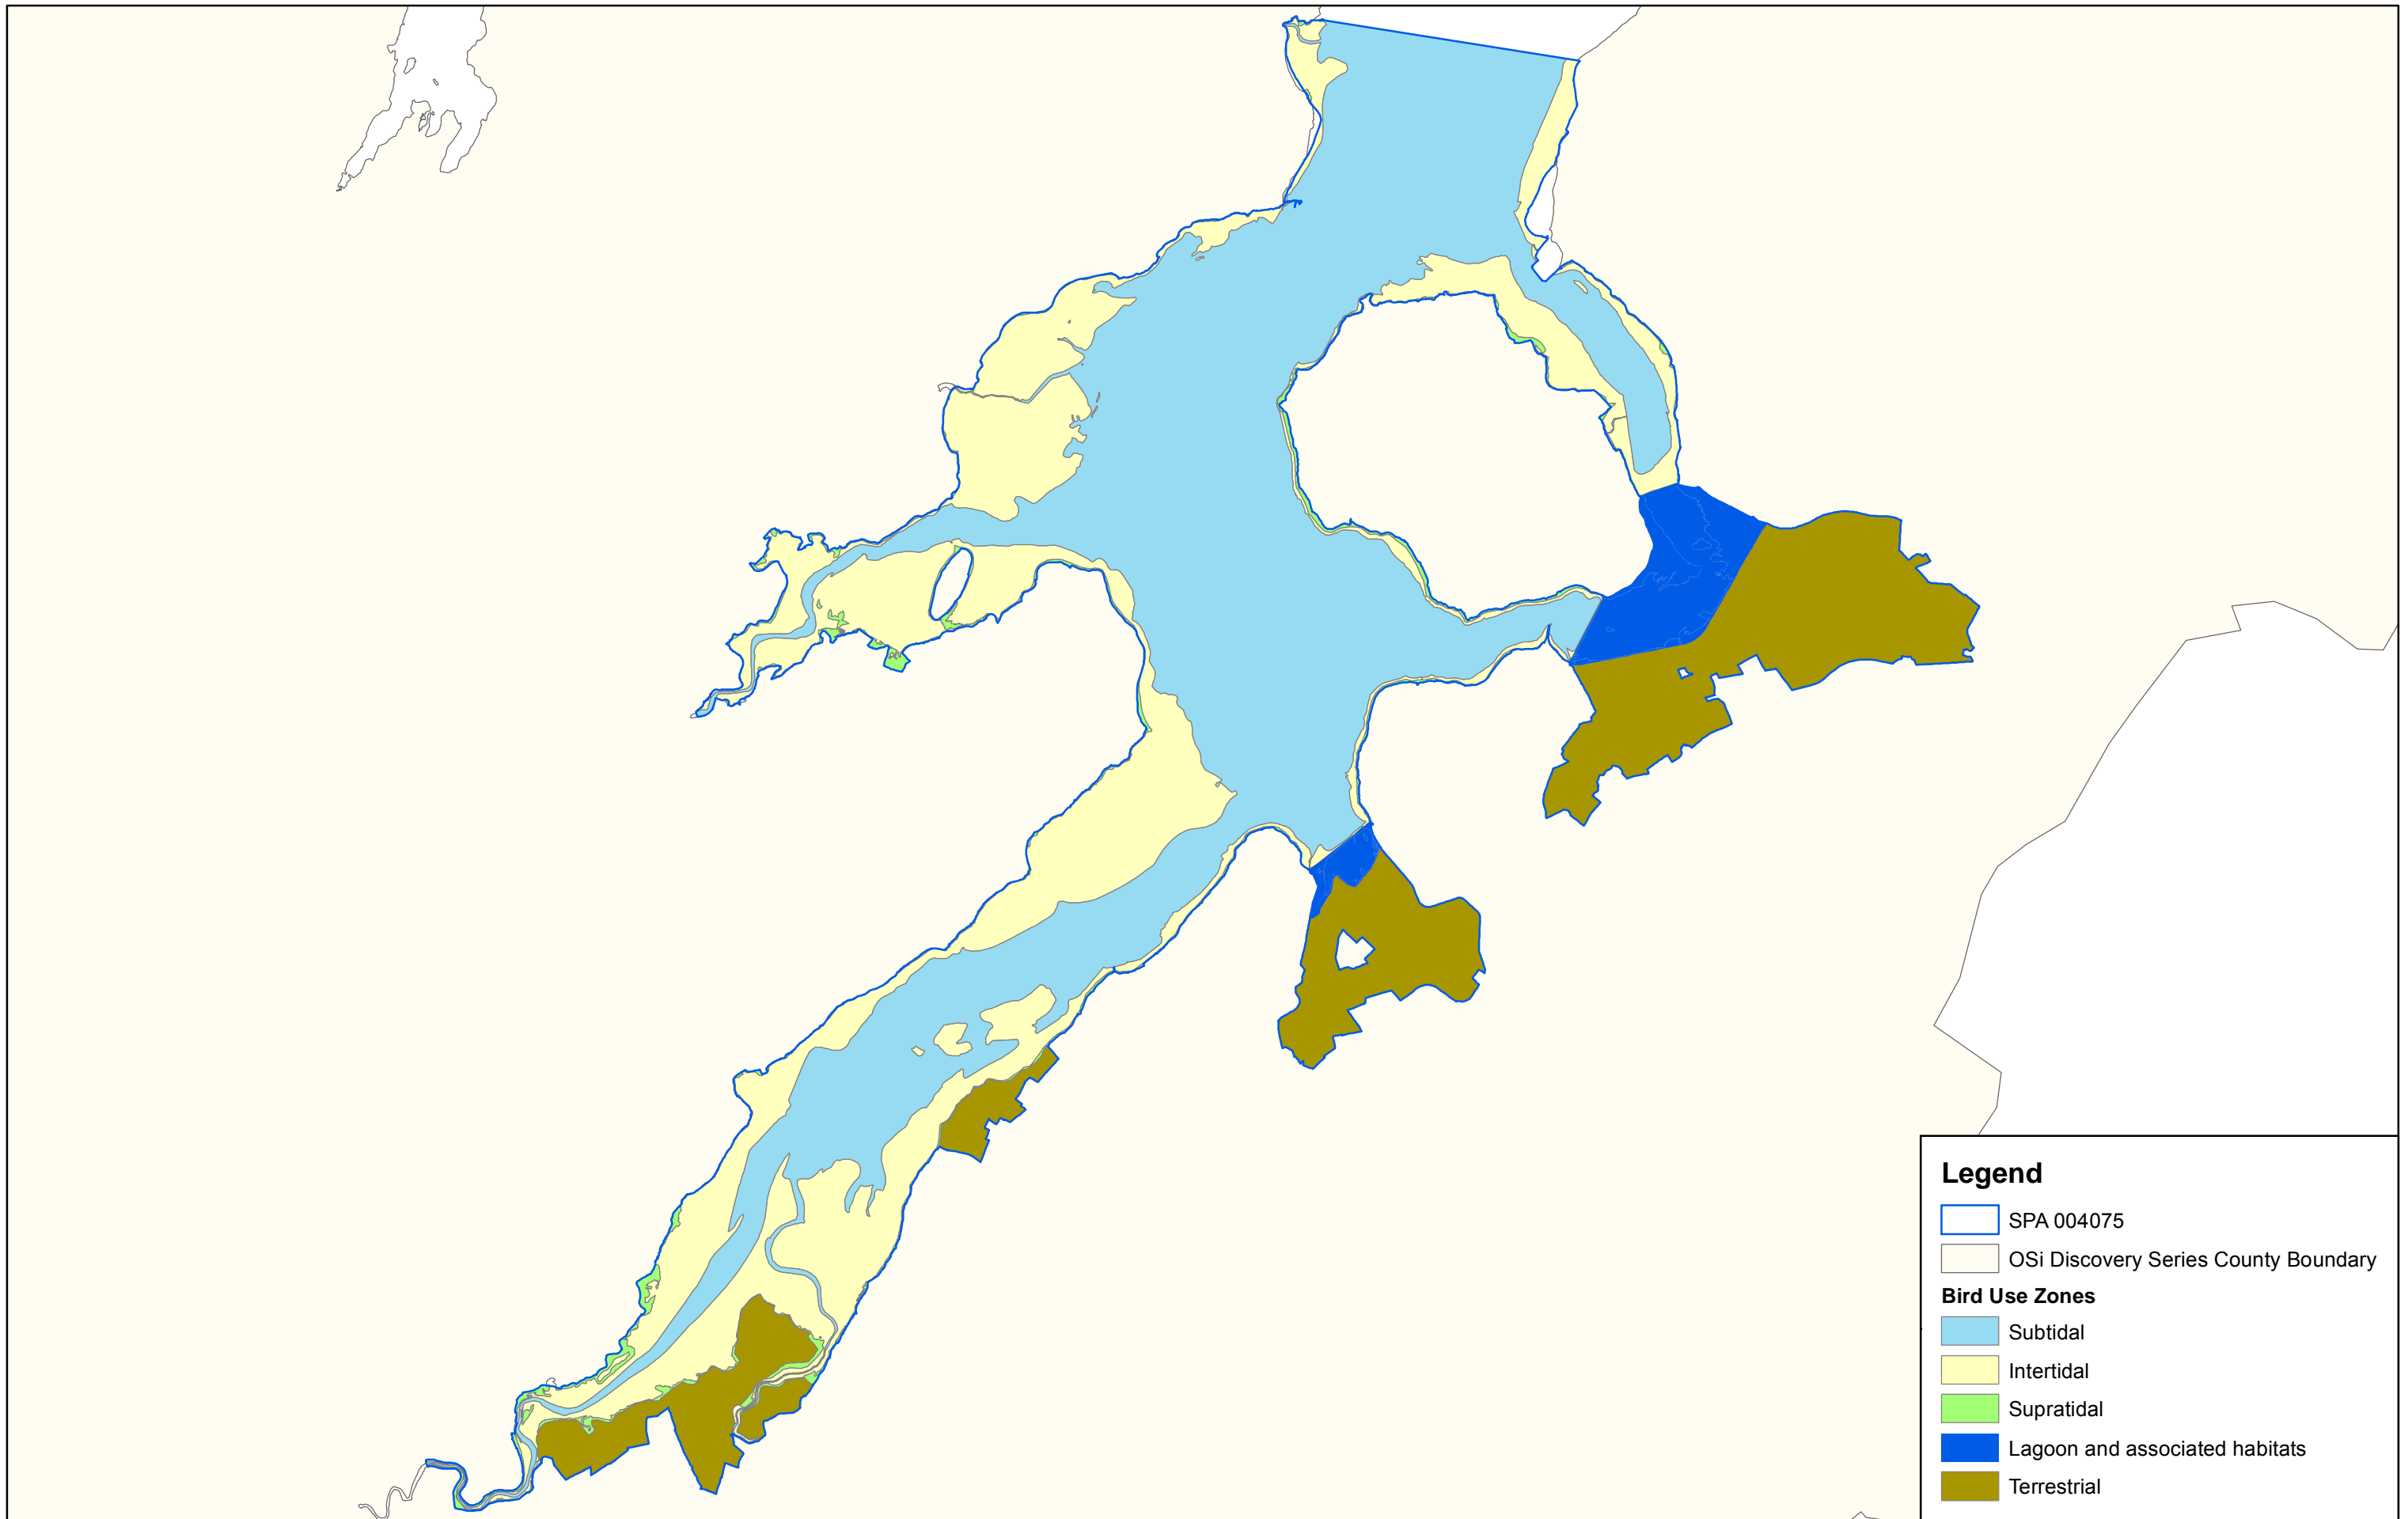 Legend
SPA 004075
OSi Discovery Series County Boundary
Bird Use Zones
Subtidal
Intertidal
Supratidal
Lagoon and associated habitats
Terrestrial